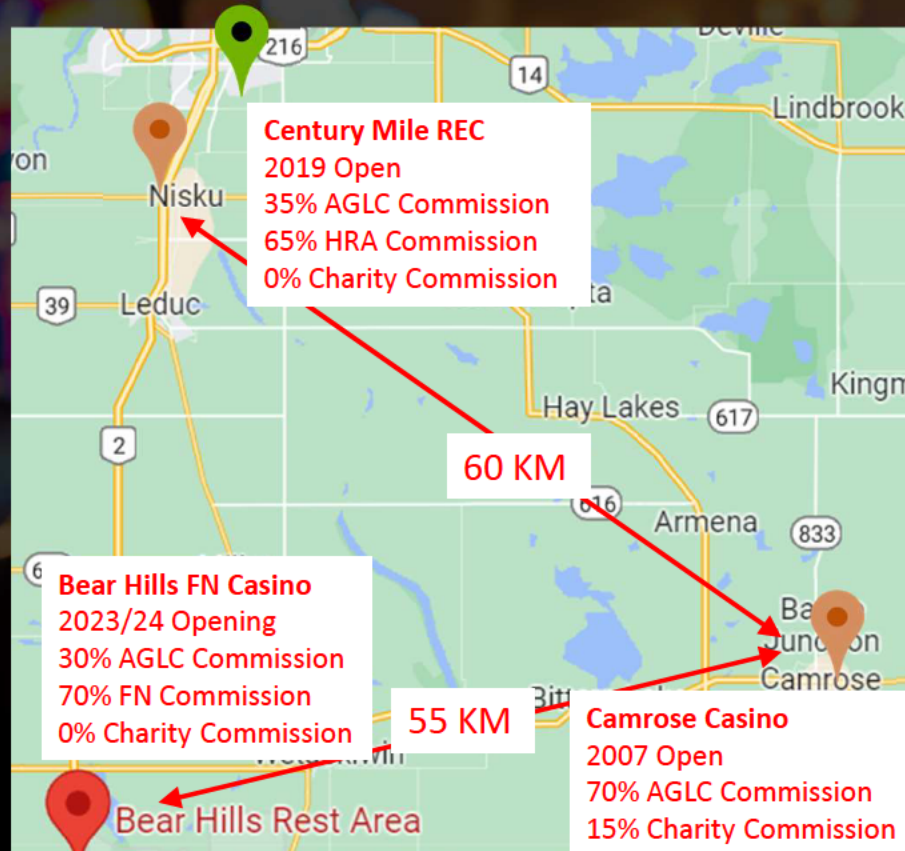 216
Deville
14
Lindbrook
Century Mile REC
2019 Open
35% AGLC Commission
65% HRA Commission
0% Charity Commission
Nisku
39
Leduc
Hay Lakes
617
2
60 KM
616
Armena
833
Bear Hills FN Casino
2023/24 Opening
30% AGLC Commission
70% FN Commission
0% Charity Commission
Junction
Camrose
55 KM
Camrose Casino
2007 Open
70% AGLC Commission
15% Charity Commission
Bear Hills Rest Area